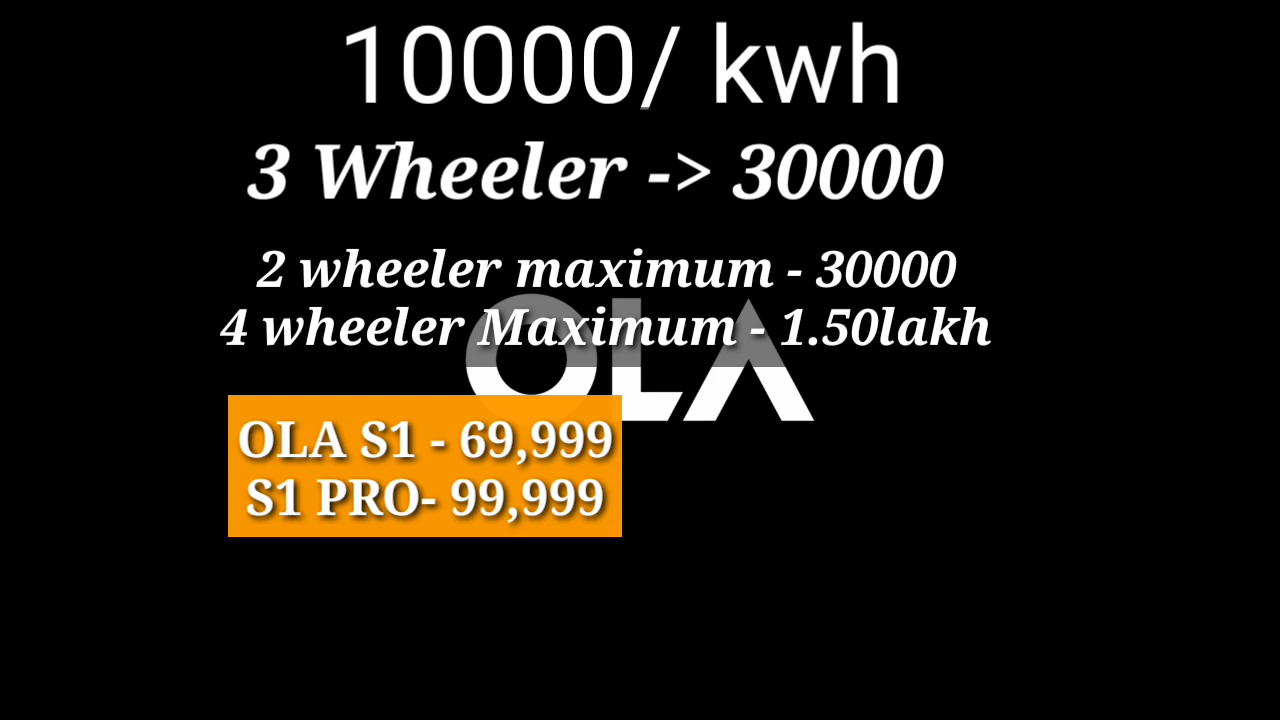 10000/ kwh
3 Wheeler -> 30000
2 wheeler maximum - 30000
4 wheeler Maximum - 1.50lakh
OLA
OLA S1 - 69,999
S1 PRO- 99,999